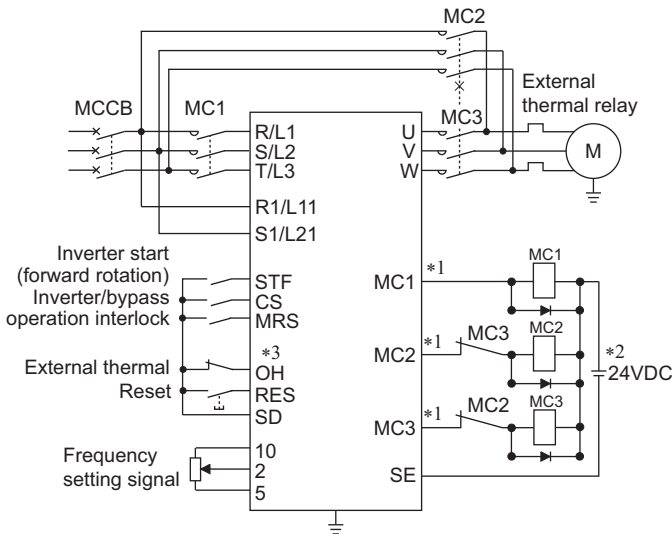 MC2
External
thermal relay
MCCB
MC1
MC3
R/L1
S/L2
T/L3
U
V
W
M
R1/L11
S1/L21
Inverter start
(forward rotation)
Inverter/bypass
operation interlock
STF
CS
MRS
External thermal
Reset
*3
OH
RES
SD
Frequency
setting signal
10
2
5
MC1
*1
MC1
MC2
*1
MC3
MC2
*2
24VDC
MC3
*1
MC2
MC3
SE